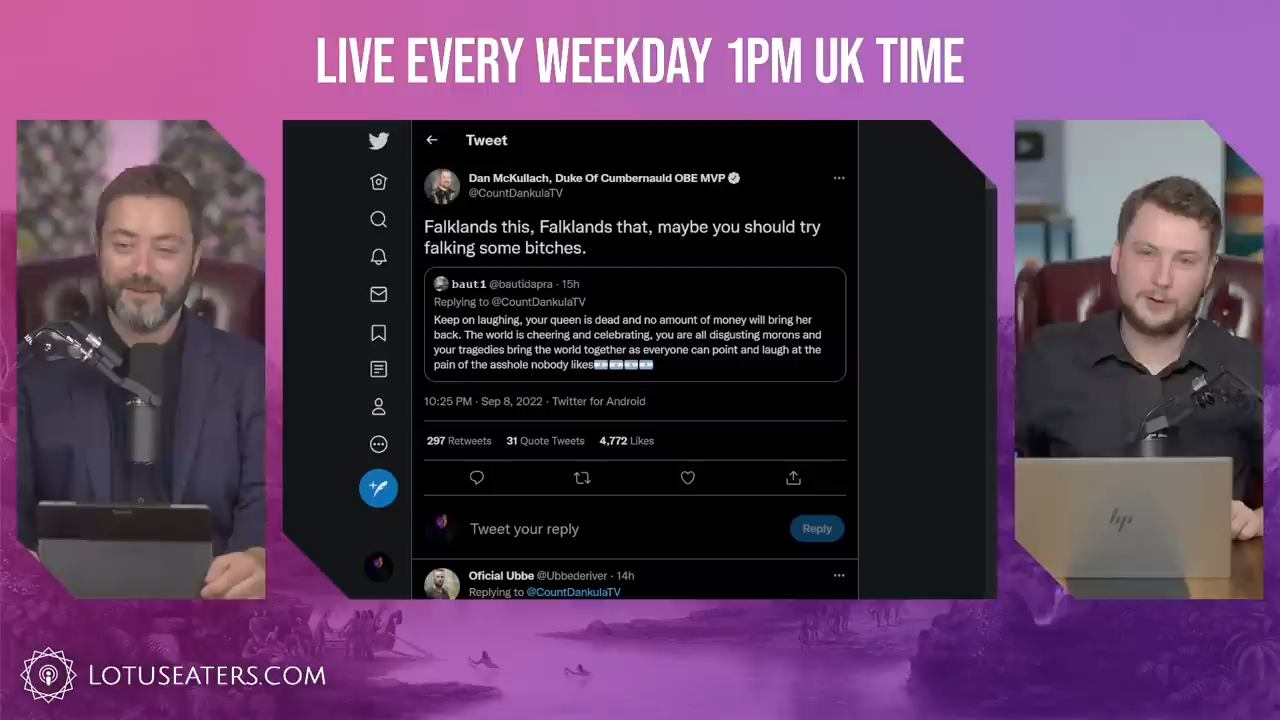 LIVE EVERY WEEKDAY 1PM UK TIME
Tweet
Dan McKullach, Duke Of Cumbernauld OBE MVP
@CountDankulaTV
Falklands this, Falklands that, maybe you should try
falking some bitches.
baut1 @bautidapra · 15h
Replying to @CountDankulaTV
Keep on laughing, your queen is dead and no amount of money will bring her
back. The world is cheering and celebrating, you are all disgusting morons and
your tragedies bring the world together as everyone can point and laugh at the
pain of the asshole nobody likes
10:25 PM · Sep 8, 2022 · Twitter for Android
297 Retweets 31 Quote Tweets 4,772 Likes
Tweet your reply
Reply
Oficial Ubbe @Ubbederiver · 14h
Replying to @CountDankulaTV
hp
LOTUSEATERS.COM